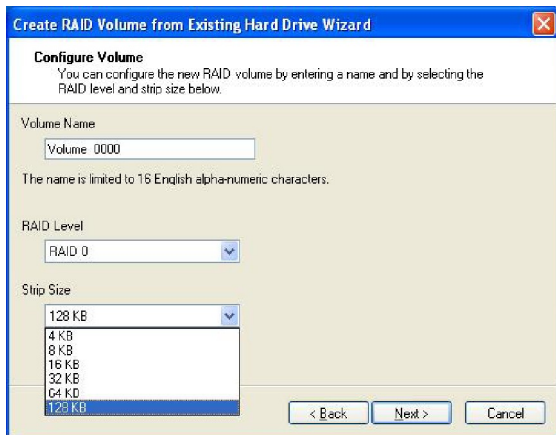 Create RAID Volume from Existing Hard Drive Wizard
Configure Volume
You can configure the new RAID volume by entering a name and by selecting the
RAID level and strip size below.
Volume Name
Volume 0000
The name is limited to 16 English alpha-numeric characters.
RAID Level
RAID 0
Strip Size
128 KB
4 KB
8 KB
16 KB
32 KB
64 KB
128 KB
< Back
Next >
Cancel